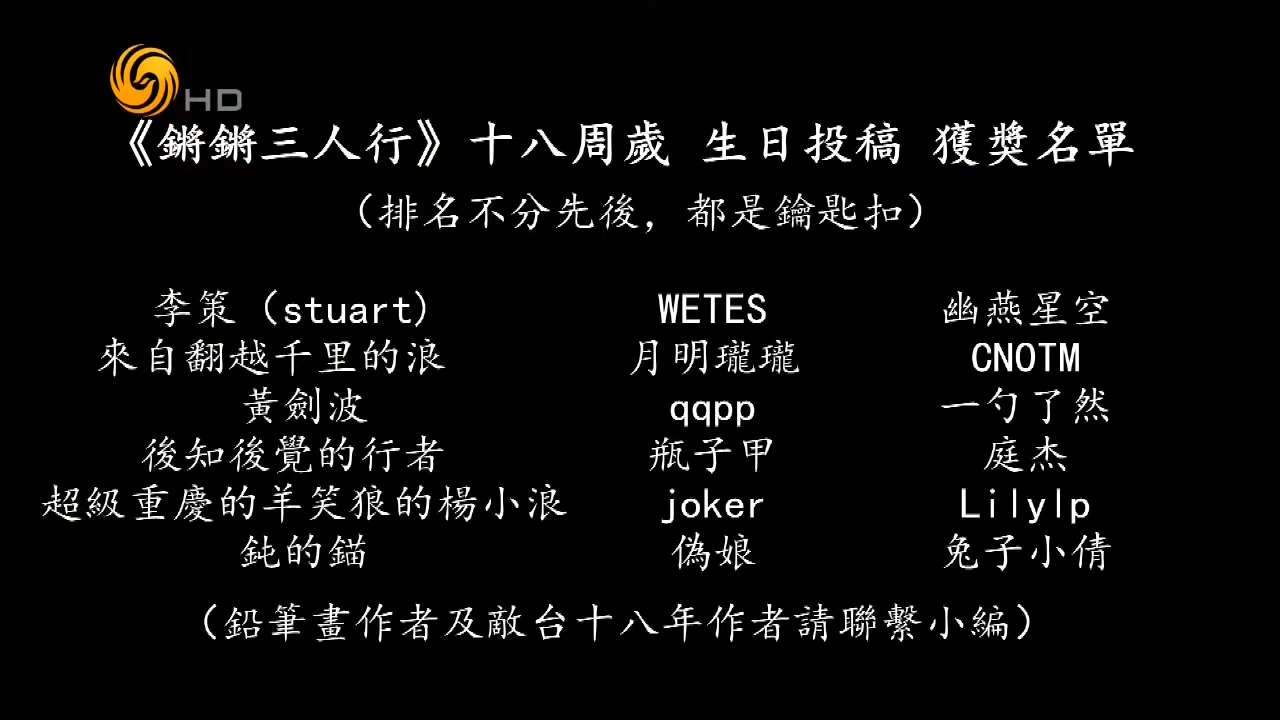 HD
《鏘鏘三人行》十八周歲 生日投稿 獲獎名單
（排名不分先後，都是鑰匙扣）
李策（stuart） WETES 幽燕星空
來自翻越千里的浪 月明瓏瓏 CNOTM
黃劍波 qqpp 一勺了然
後知後覺的行者 瓶子甲 庭杰
超級重慶的羊笑狼的楊小浪 joker Lilylp
鈍的錨 偽娘 兔子小倩
（鉛筆畫作者及敵台十八年作者請聯繫小編）